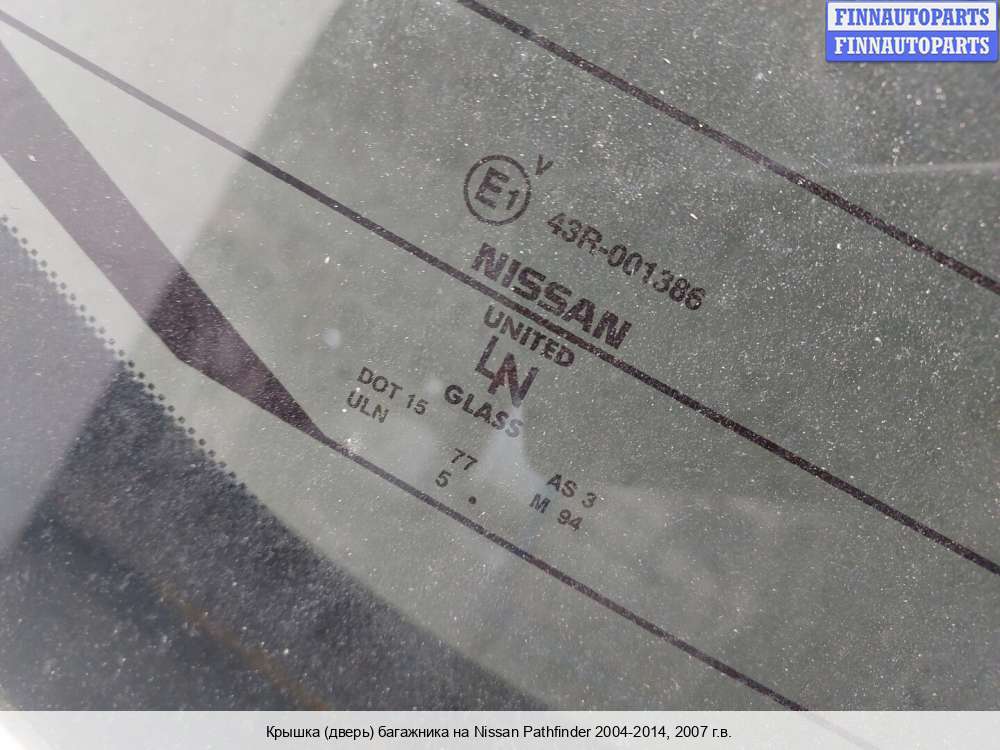 FINNAUTOPARTS
FINNAUTOPARTS
E1 V
43R-001386
NISSAN
UNITED
LN
GLASS
DOT 15
ULN
77 AS 3
5 . M 94
Крышка (дверь) багажника на Nissan Pathfinder 2004-2014, 2007 г.в.